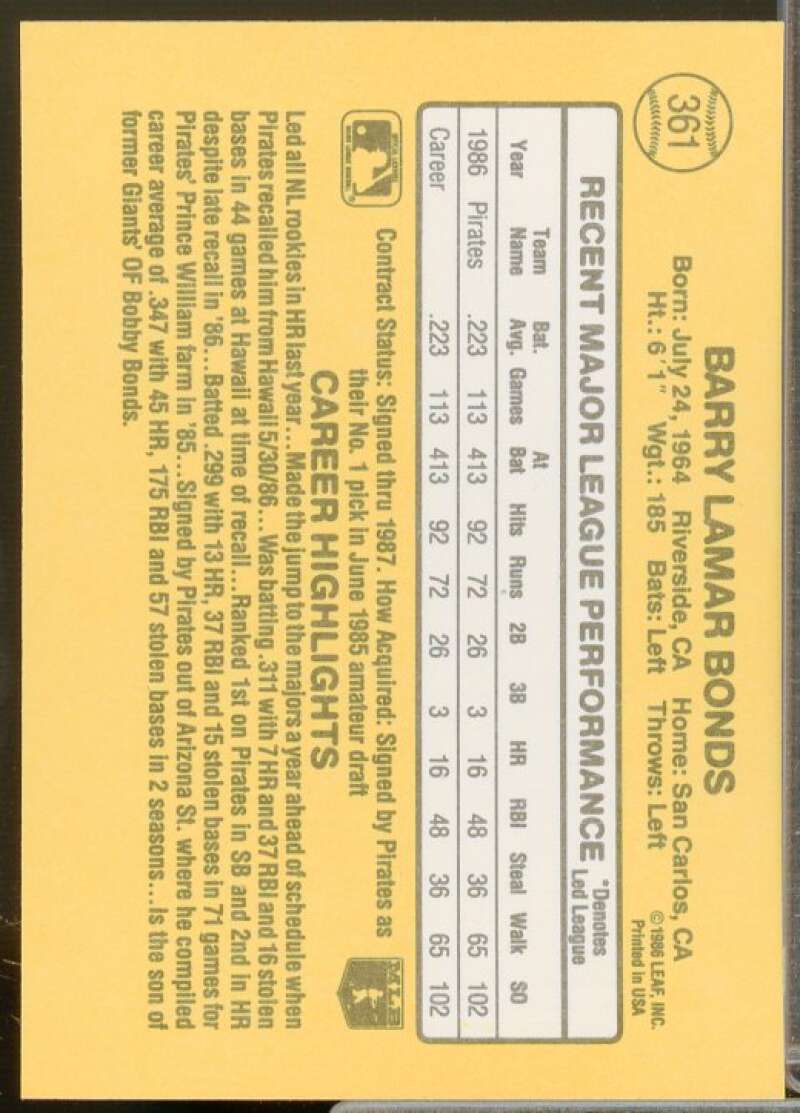 361
BARRY LAMAR BONDS
Born: July 24, 1964 Riverside, CA Home: San Carlos, CA
Ht.: 6'1" Wgt.: 185 Bats: Left Throws: Left
©1986 LEAF, INC.
Printed in USA
RECENT MAJOR LEAGUE PERFORMANCE *Denotes
Led League
Team Bat. At
Year Name Avg. Games Bat Hits Runs 2B 3B HR RBI Steal Walk SO
1986 Pirates .223 113 413 92 72 26 3 16 48 36 65 102
Career .223 113 413 92 72 26 3 16 48 36 65 102
Contract Status: Signed thru 1987. How Acquired: Signed by Pirates as
their No. 1 pick in June 1985 amateur draft
MLB
CAREER HIGHLIGHTS
Led all NL rookies in HR last year...Made the jump to the majors a year ahead of schedule when
Pirates recalled him from Hawaii 5/30/86...Was batting .311 with 7 HR and 37 RBI and 16 stolen
bases in 44 games at Hawaii at time of recall...Ranked 1st on Pirates in SB and 2nd in HR
despite late recall in '86...Batted .299 with 13 HR, 37 RBI and 15 stolen bases in 71 games for
Pirates' Prince William farm in '85...Signed by Pirates out of Arizona St. where he compiled
career average of .347 with 45 HR, 175 RBI and 57 stolen bases in 2 seasons...Is the son of
former Giants' OF Bobby Bonds.